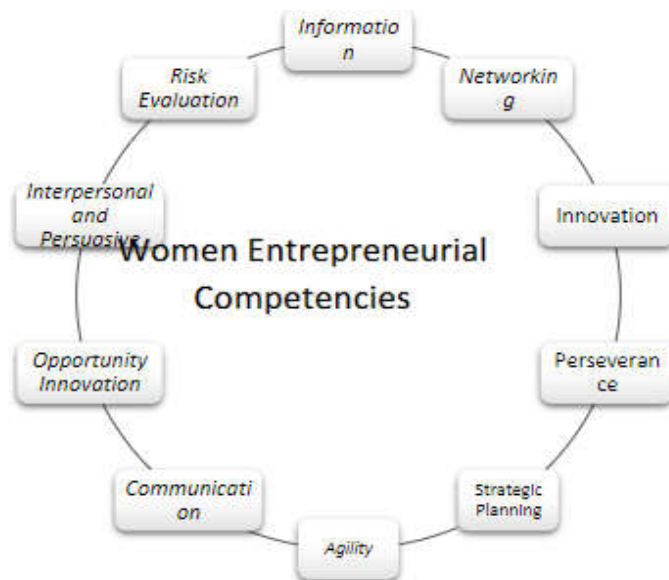 Informatio
n
Networkin
g
Innovation
Perseveran
ce
Strategic
Planning
Agility
Communicati
on
Opportunity
Innovation
Interpersonal
and
Persuasive
Risk
Evaluation
Women Entrepreneurial
Competencies